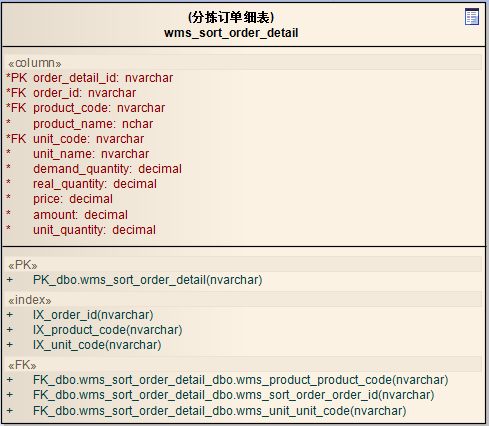 (分拣订单细表)
wms_sort_order_detail
«column»
*PK order_detail_id: nvarchar
*FK order_id: nvarchar
*FK product_code: nvarchar
* product_name: nchar
*FK unit_code: nvarchar
* unit_name: nvarchar
* demand_quantity: decimal
* real_quantity: decimal
* price: decimal
* amount: decimal
* unit_quantity: decimal
«PK»
+ PK_dbo.wms_sort_order_detail(nvarchar)
«index»
+ IX_order_id(nvarchar)
+ IX_product_code(nvarchar)
+ IX_unit_code(nvarchar)
«FK»
+ FK_dbo.wms_sort_order_detail_dbo.wms_product_product_code(nvarchar)
+ FK_dbo.wms_sort_order_detail_dbo.wms_sort_order_order_id(nvarchar)
+ FK_dbo.wms_sort_order_detail_dbo.wms_unit_unit_code(nvarchar)